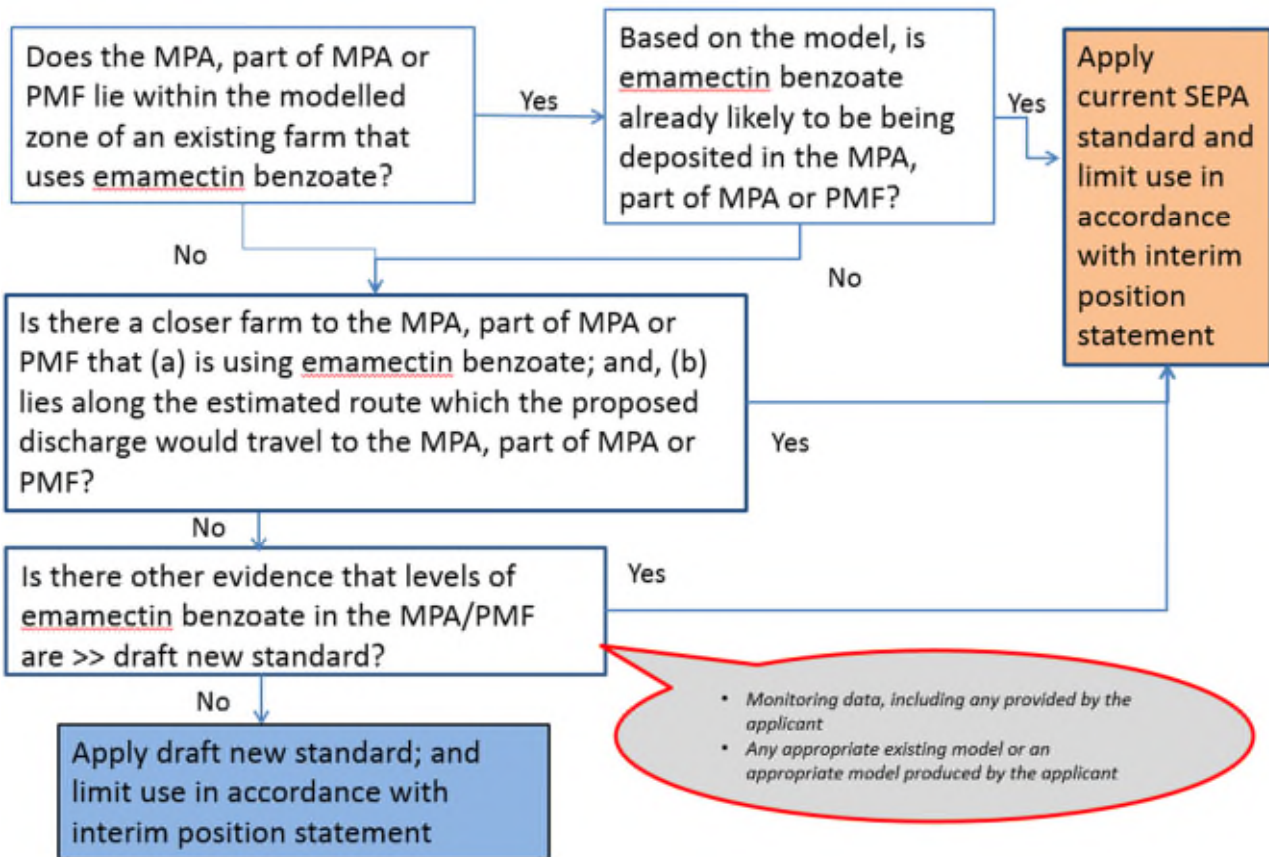 Does the MPA, part of MPA or
PMF lie within the modelled
zone of an existing farm that
uses emamectin benzoate?
Yes
Based on the model, is
emamectin benzoate
already likely to be being
deposited in the MPA,
part of MPA or PMF?
Yes
Apply
current SEPA
standard and
limit use in
accordance
with interim
position
statement
No
No
Is there a closer farm to the MPA, part of MPA or
PMF that (a) is using emamectin benzoate; and, (b)
lies along the estimated route which the proposed
discharge would travel to the MPA, part of MPA or
PMF?
Yes
No
Is there other evidence that levels of
emamectin benzoate in the MPA/PMF
are >> draft new standard?
Yes
• Monitoring data, including any provided by the
applicant
• Any appropriate existing model or an
appropriate model produced by the applicant
No
Apply draft new standard; and
limit use in accordance with
interim position statement